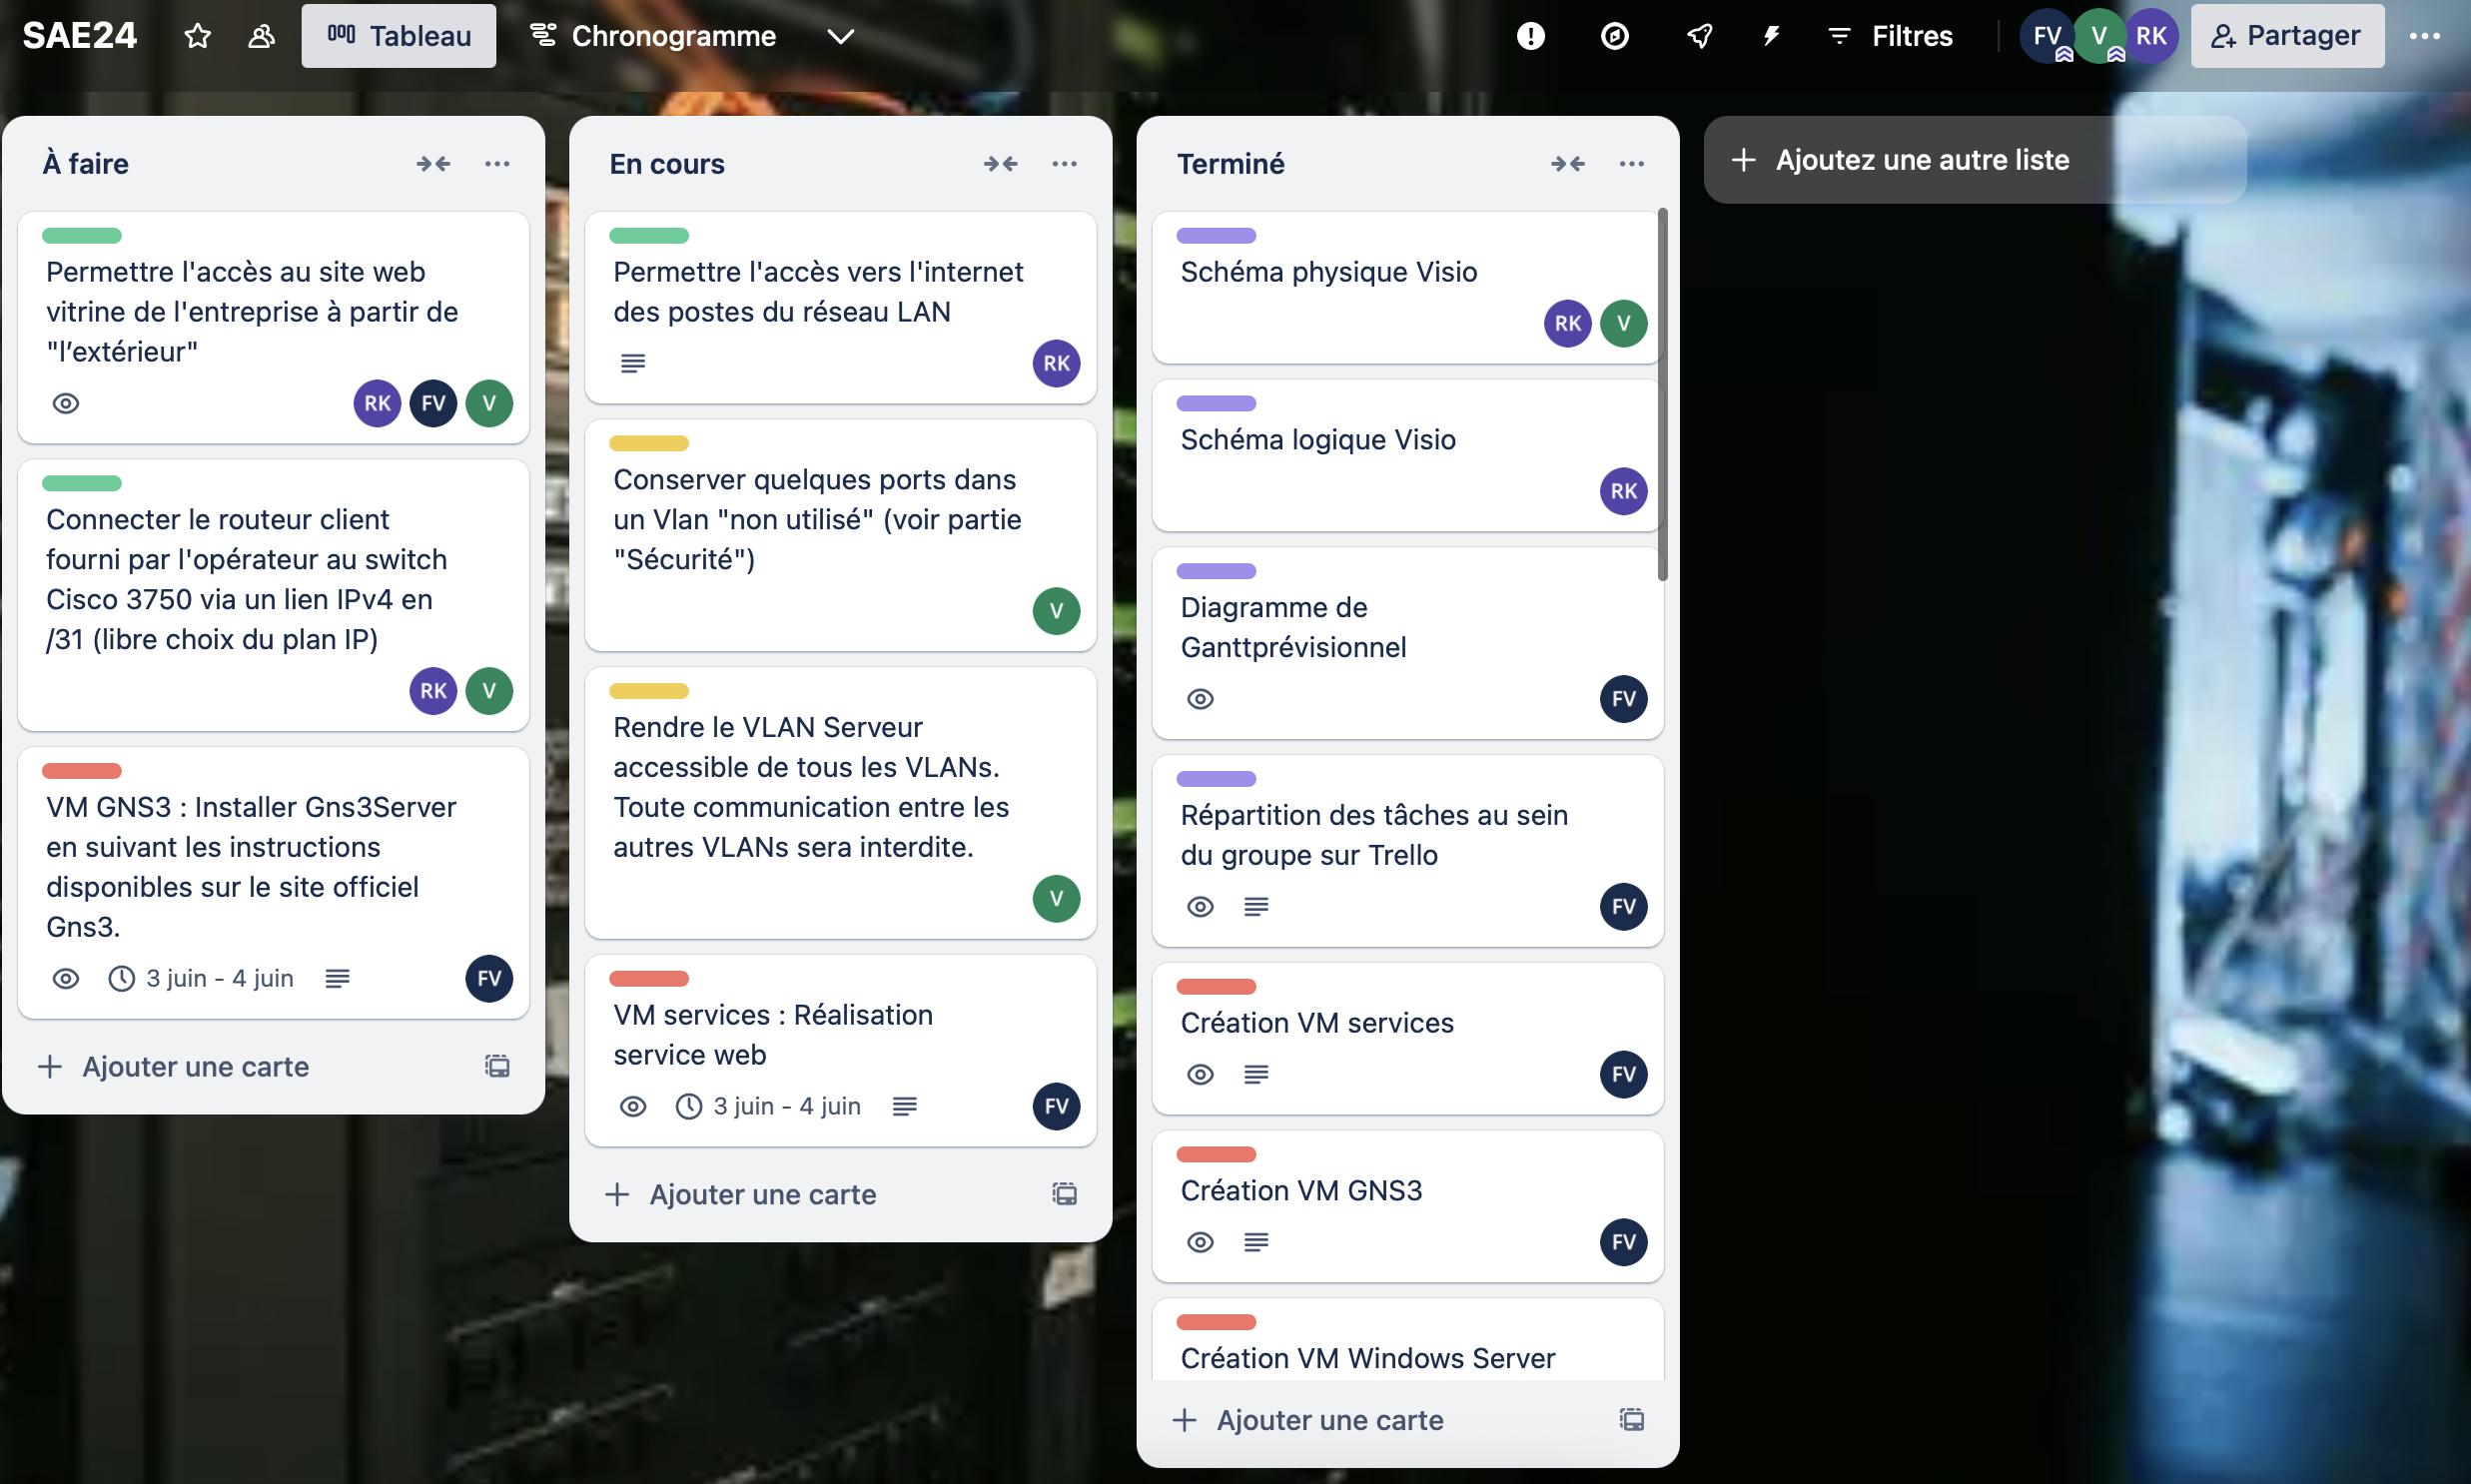 SAE24
Tableau
Chronogramme
Filtres
FV
V
RK
Partager
À faire
Permettre l'accès au site web
vitrine de l'entreprise à partir de
"l’extérieur"
RK
FV
V
Connecter le routeur client
fourni par l'opérateur au switch
Cisco 3750 via un lien IPv4 en
/31 (libre choix du plan IP)
RK
V
VM GNS3 : Installer Gns3Server
en suivant les instructions
disponibles sur le site officiel
Gns3.
3 juin - 4 juin
FV
Ajouter une carte
En cours
Permettre l'accès vers l'internet
des postes du réseau LAN
RK
Conserver quelques ports dans
un Vlan "non utilisé" (voir partie
"Sécurité")
V
Rendre le VLAN Serveur
accessible de tous les VLANs.
Toute communication entre les
autres VLANs sera interdite.
V
VM services : Réalisation
service web
3 juin - 4 juin
FV
Ajouter une carte
Terminé
Schéma physique Visio
RK
V
Schéma logique Visio
RK
Diagramme de
Ganttprévisionnel
FV
Répartition des tâches au sein
du groupe sur Trello
FV
Création VM services
FV
Création VM GNS3
FV
Création VM Windows Server
Ajouter une carte
Ajoutez une autre liste